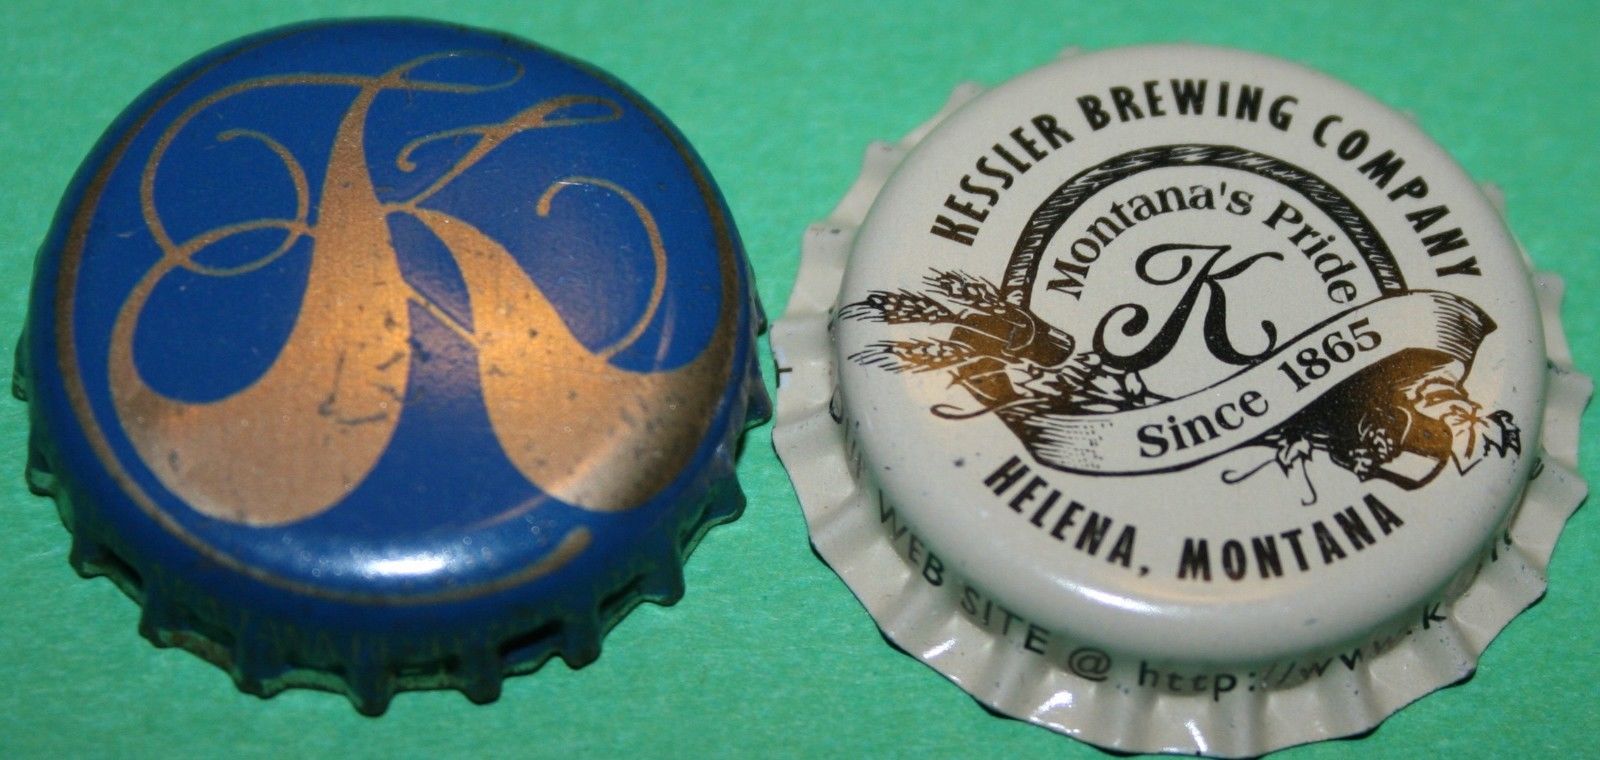 K
KESSLER BREWING COMPANY
Montana's Pride
K
Since 1865
HELENA, MONTANA
WEB SITE @ http://www.k